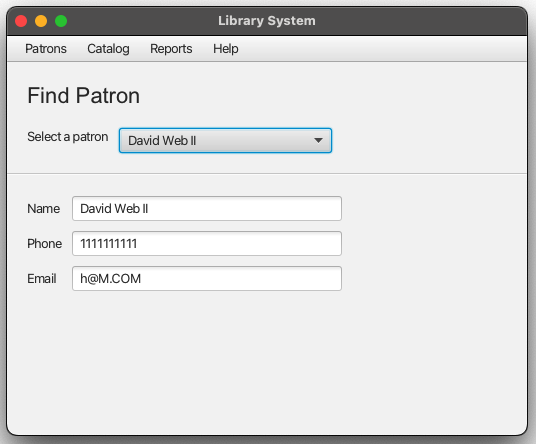 Library System
Patrons Catalog Reports Help
Find Patron
Select a patron David Web II
Name David Web II
Phone 1111111111
Email h@M.COM